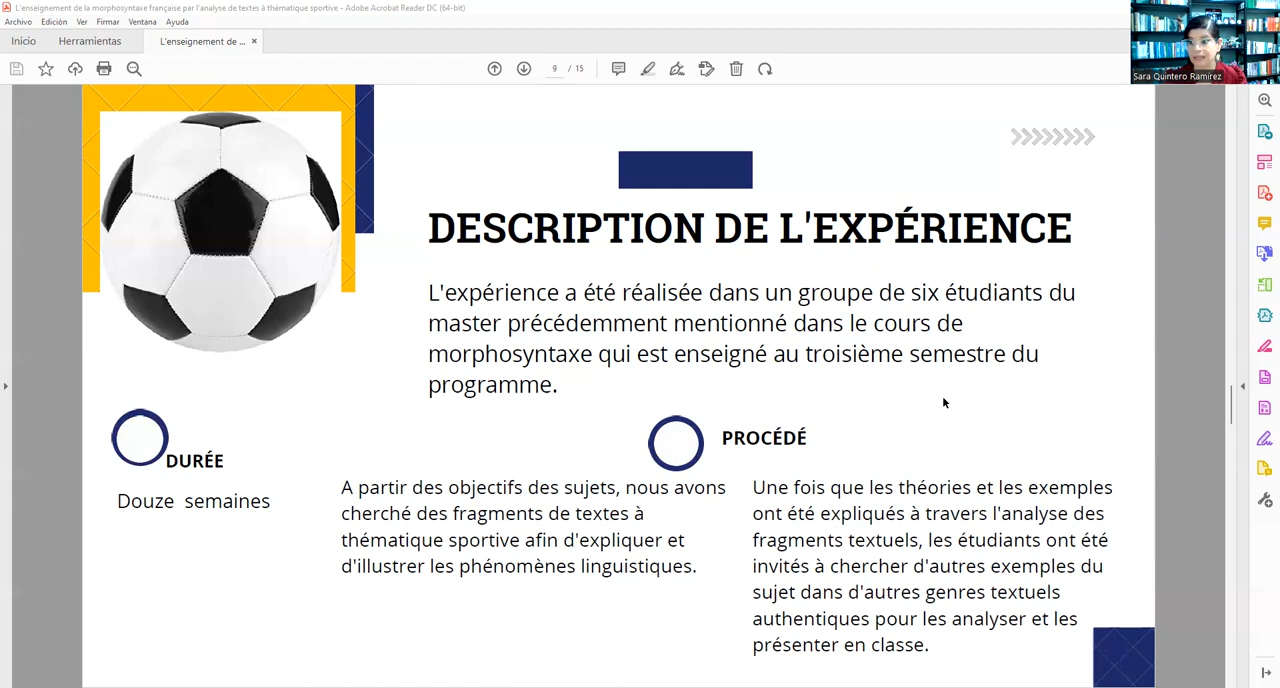 L'enseignement de la morphosyntaxe française par l'analyse de textes à thématique sportive - Adobe Acrobat Reader DC (64-bit)
Archivo Edición Ver Firmar Ventana Ayuda
Inicio Herramientas L'enseignement de ... ×
9 / 15
Sara Quintero Ramírez
DESCRIPTION DE L'EXPÉRIENCE
L'expérience a été réalisée dans un groupe de six étudiants du
master précédemment mentionné dans le cours de
morphosyntaxe qui est enseigné au troisième semestre du
programme.
DURÉE
Douze semaines
PROCÉDÉ
A partir des objectifs des sujets, nous avons
cherché des fragments de textes à
thématique sportive afin d'expliquer et
d'illustrer les phénomènes linguistiques.
Une fois que les théories et les exemples
ont été expliqués à travers l'analyse des
fragments textuels, les étudiants ont été
invités à chercher d'autres exemples du
sujet dans d'autres genres textuels
authentiques pour les analyser et les
présenter en classe.